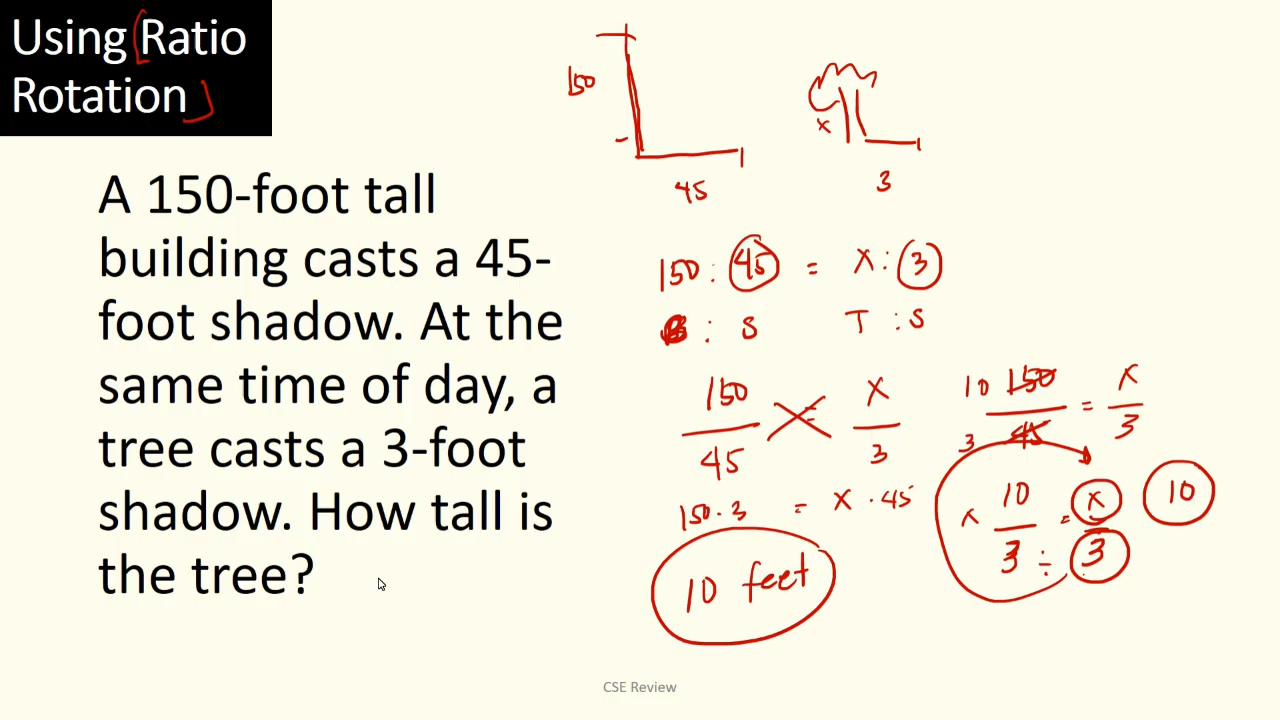 Using Ratio
Rotation
A 150-foot tall
building casts a 45-
foot shadow. At the
same time of day, a
tree casts a 3-foot
shadow. How tall is
the tree?
150
45
x
3
150 : 45 = X : 3
B : S T : S
150/45 = X/3
150 · 3 = X · 45
10 feet
10 150/3 45 = X/3
x 10/3 ÷ = x/3
10
CSE Review